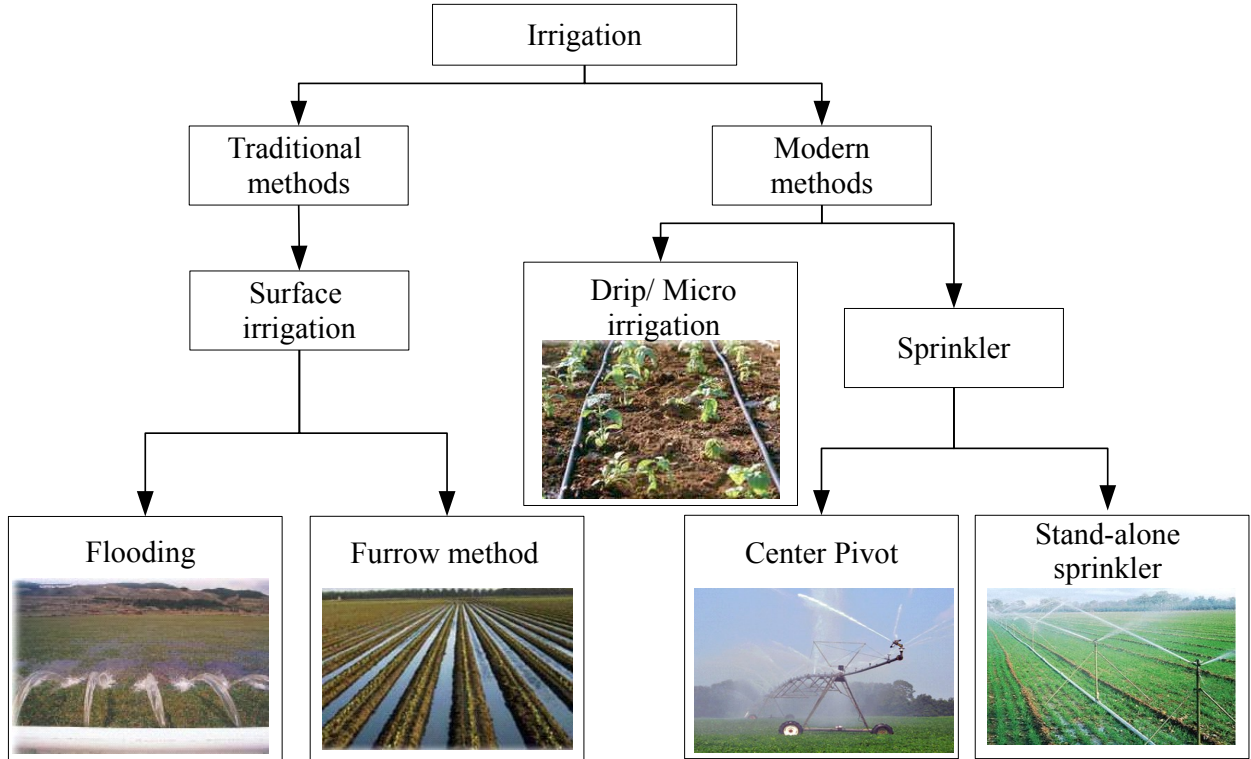 Irrigation
Traditional
methods
Modern
methods
Surface
irrigation
Drip/ Micro
irrigation
Sprinkler
Flooding
Furrow method
Center Pivot
Stand-alone
sprinkler